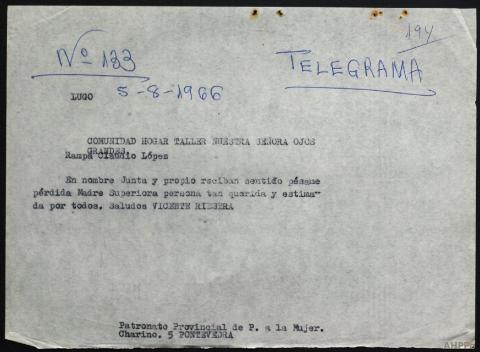 194
Nº 133
TELEGRAMA
LUGO 5-8-1966
COMUNIDAD HOGAR TALLER NUESTRA SEÑORA OJOS
GRANDES.
Rampa Claudio López
En nombre Junta y propio reciban sentido pésame
pérdida Madre Superiora persona tan querida y estima-
da por todos. Saludos VICENTE RIESERA
Patronato Provincial de P. a la Mujer.
Charino. 5 PONTEVEDRA
AHPPO